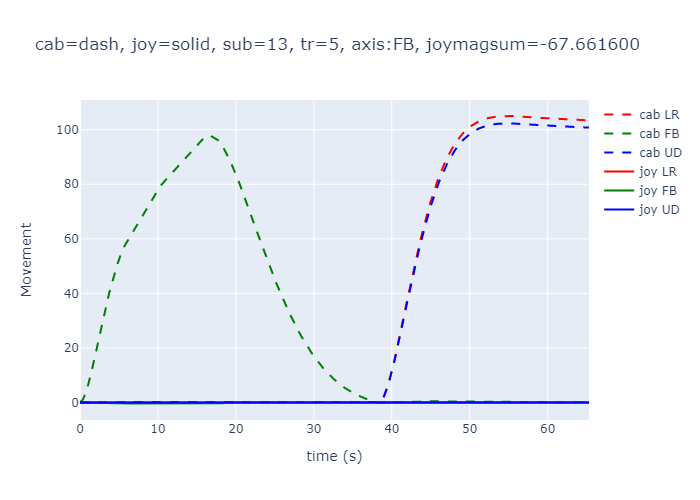 cab=dash, joy=solid, sub=13, tr=5, axis:FB, joymagsum=-67.661600
cab LR
cab FB
cab UD
joy LR
joy FB
joy UD
Movement
100
80
60
40
20
0
0 10 20 30 40 50 60
time (s)